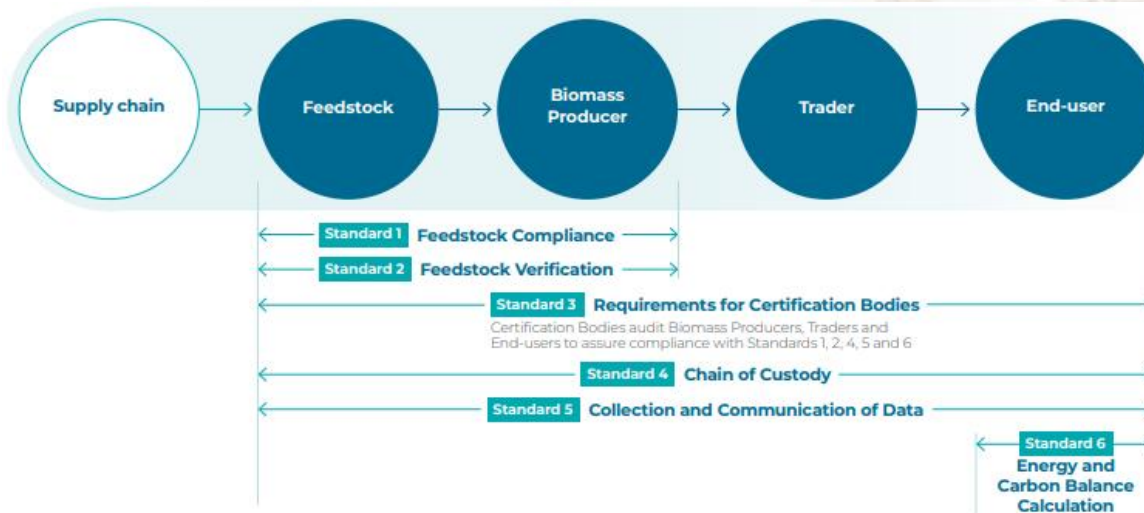 Supply chain
Feedstock
Biomass
Producer
Trader
End-user
Standard 1 Feedstock Compliance
Standard 2 Feedstock Verification
Standard 3 Requirements for Certification Bodies
Certification Bodies audit Biomass Producers, Traders and
End-users to assure compliance with Standards 1, 2, 4, 5 and 6
Standard 4 Chain of Custody
Standard 5 Collection and Communication of Data
Standard 6
Energy and
Carbon Balance
Calculation